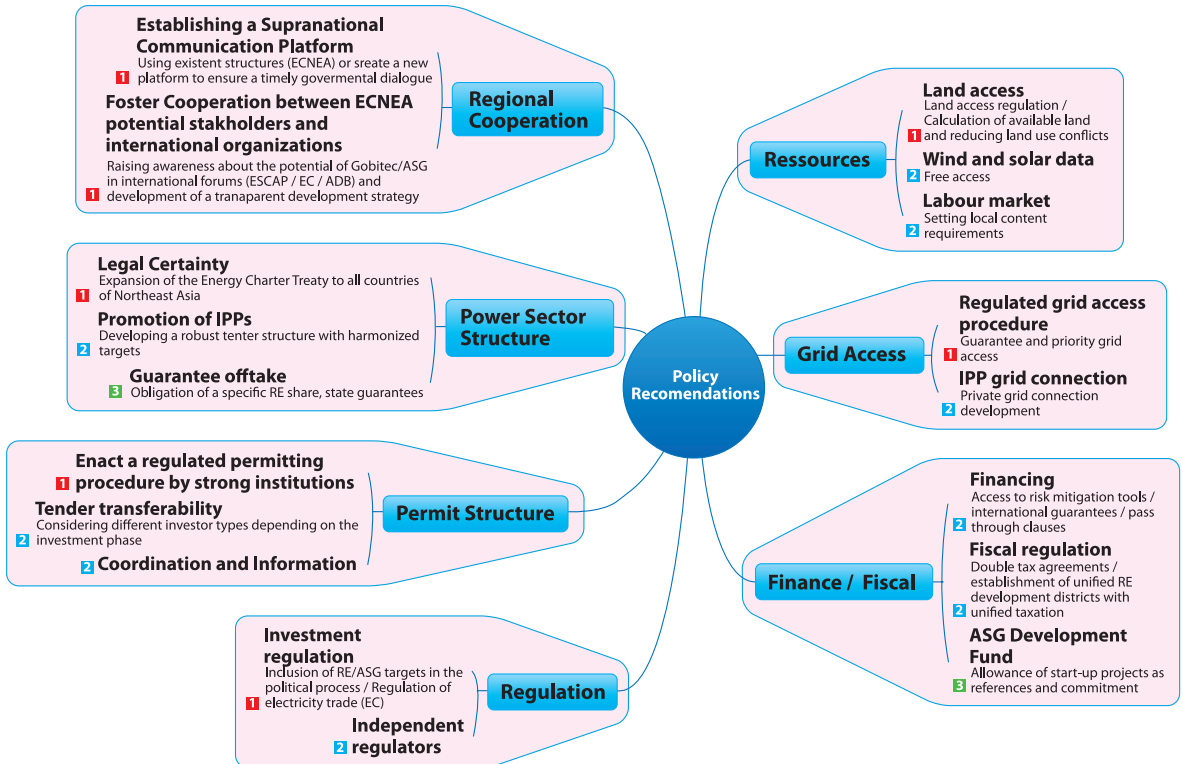 Policy
Recomendations
Establishing a Supranational
Communication Platform
Using existent structures (ECNEA) or sreate a new
1 platform to ensure a timely govermental dialogue
Foster Cooperation between ECNEA
potential stakholders and
international organizations
Raising awareness about the potential of Gobitec/ASG
in international forums (ESCAP / EC / ADB) and
1 development of a tranaparent development strategy
Regional
Cooperation
Legal Certainty
Expansion of the Energy Charter Treaty to all countries
1 of Northeast Asia
Promotion of IPPs
Developing a robust tenter structure with harmonized
2 targets
Guarantee offtake
3 Obligation of a specific RE share, state guarantees
Power Sector
Structure
Enact a regulated permitting
1 procedure by strong institutions
Tender transferability
Considering different investor types depending on the
2 investment phase
2 Coordination and Information
Permit Structure
Investment
regulation
Inclusion of RE/ASG targets in the
political process / Regulation of
1 electricity trade (EC)
Independent
2 regulators
Regulation
Ressources
Land access
Land access regulation /
Calculation of available land
1 and reducing land use conflicts
Wind and solar data
2 Free access
Labour market
Setting local content
2 requirements
Grid Access
Regulated grid access
procedure
Guarantee and priority grid
1 access
IPP grid connection
Private grid connection
2 development
Finance / Fiscal
Financing
Access to risk mitigation tools /
international guarantees / pass
2 through clauses
Fiscal regulation
Double tax agreements /
establishment of unified RE
development districts with
2 unified taxation
ASG Development
Fund
Allowance of start-up projects as
3 references and commitment